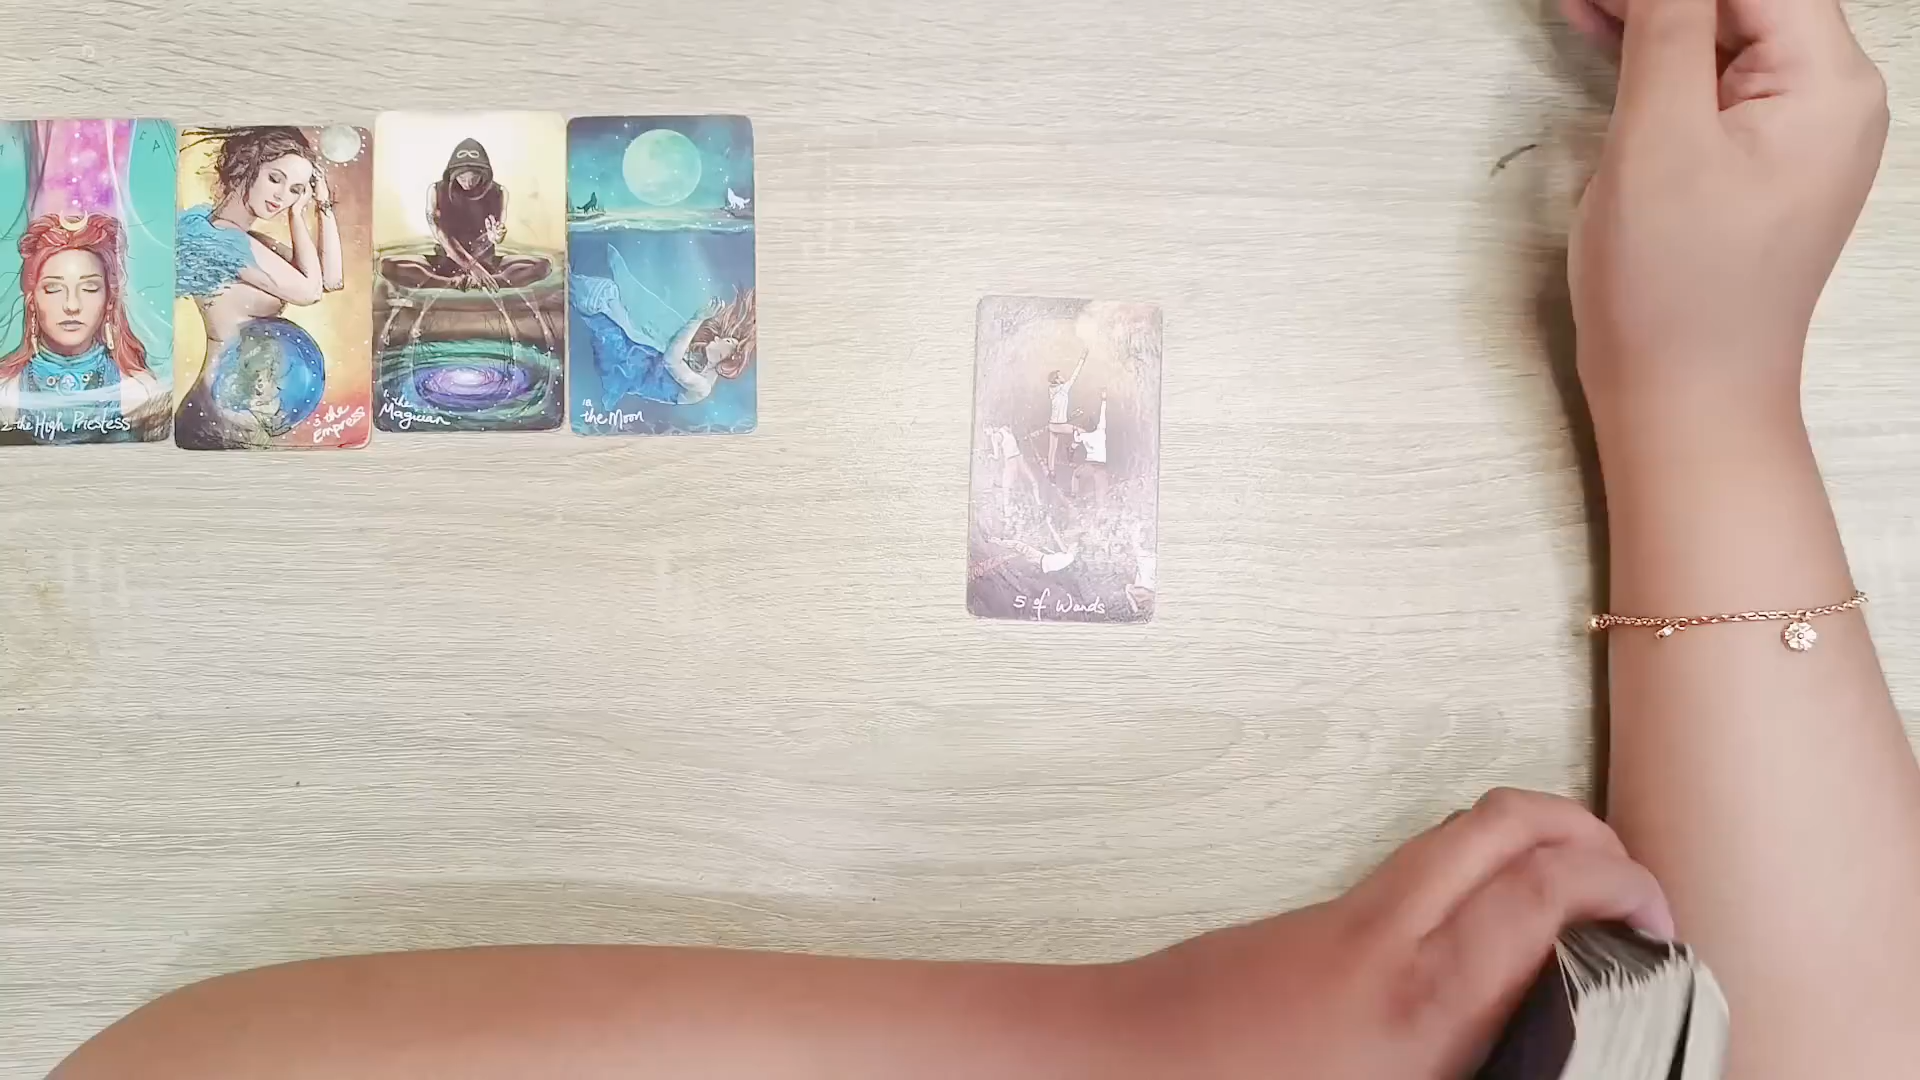 2. the High Priestess
3 the
Empress
1. the
Magician
18
the Moon
5 of Wands